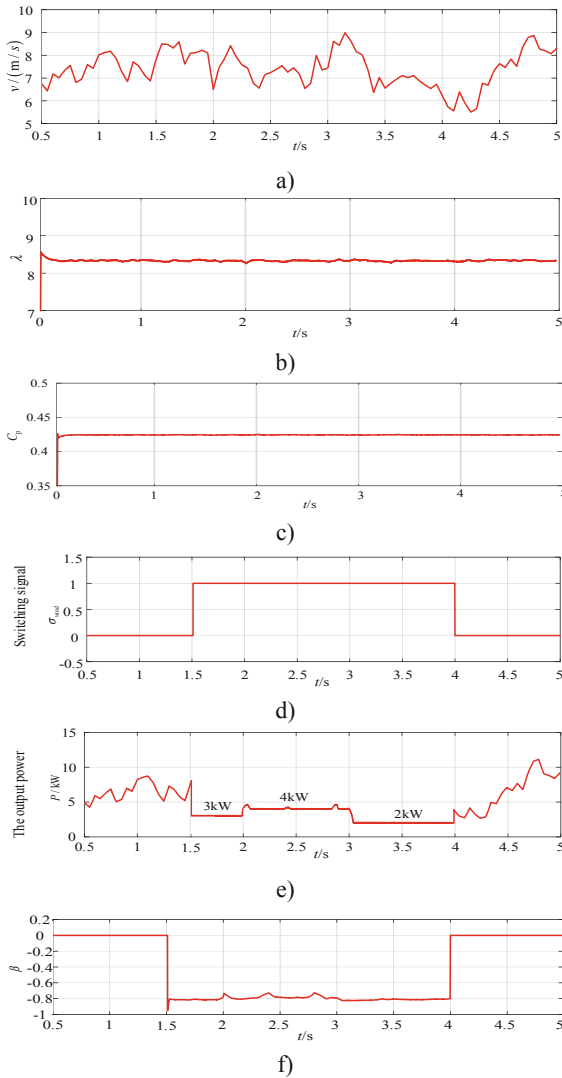 10
9
8
7
6
5
v/(m/s)
0.5 1 1.5 2 2.5 3 3.5 4 4.5 5
t/s
a)
10
9
8
7
λ
0 1 2 3 4 5
t/s
b)
0.5
0.45
0.4
0.35
Cp
0 1 2 3 4 5
t/s
c)
1.5
1
0.5
0
-0.5
Switching signal
σwind
0.5 1 1.5 2 2.5 3 3.5 4 4.5 5
t/s
d)
15
10
5
0
The output power
P / kW
3kW 4kW 2kW
0.5 1 1.5 2 2.5 3 3.5 4 4.5 5
t/s
e)
0.2
0
-0.2
-0.4
-0.6
-0.8
-1
β
0.5 1 1.5 2 2.5 3 3.5 4 4.5 5
t/s
f)